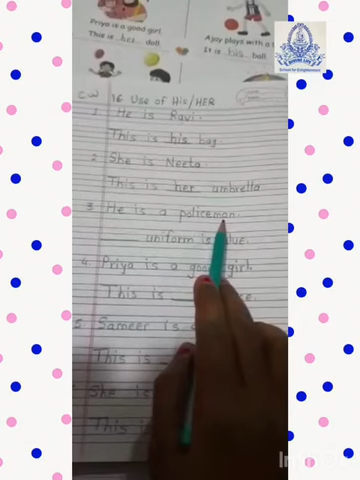 Priya is a good girl.
This is her doll.
Ajay plays with a
It is his ball.
C.W 16 Use of His/HER
1. He is Ravi.
This is his bag.
2. She is Neeta.
This is her umbrella
3. He is a policeman.
_____ uniform is blue.
4. Priya is a good girl.
This is
5. Sameer is
This is
She is
This is